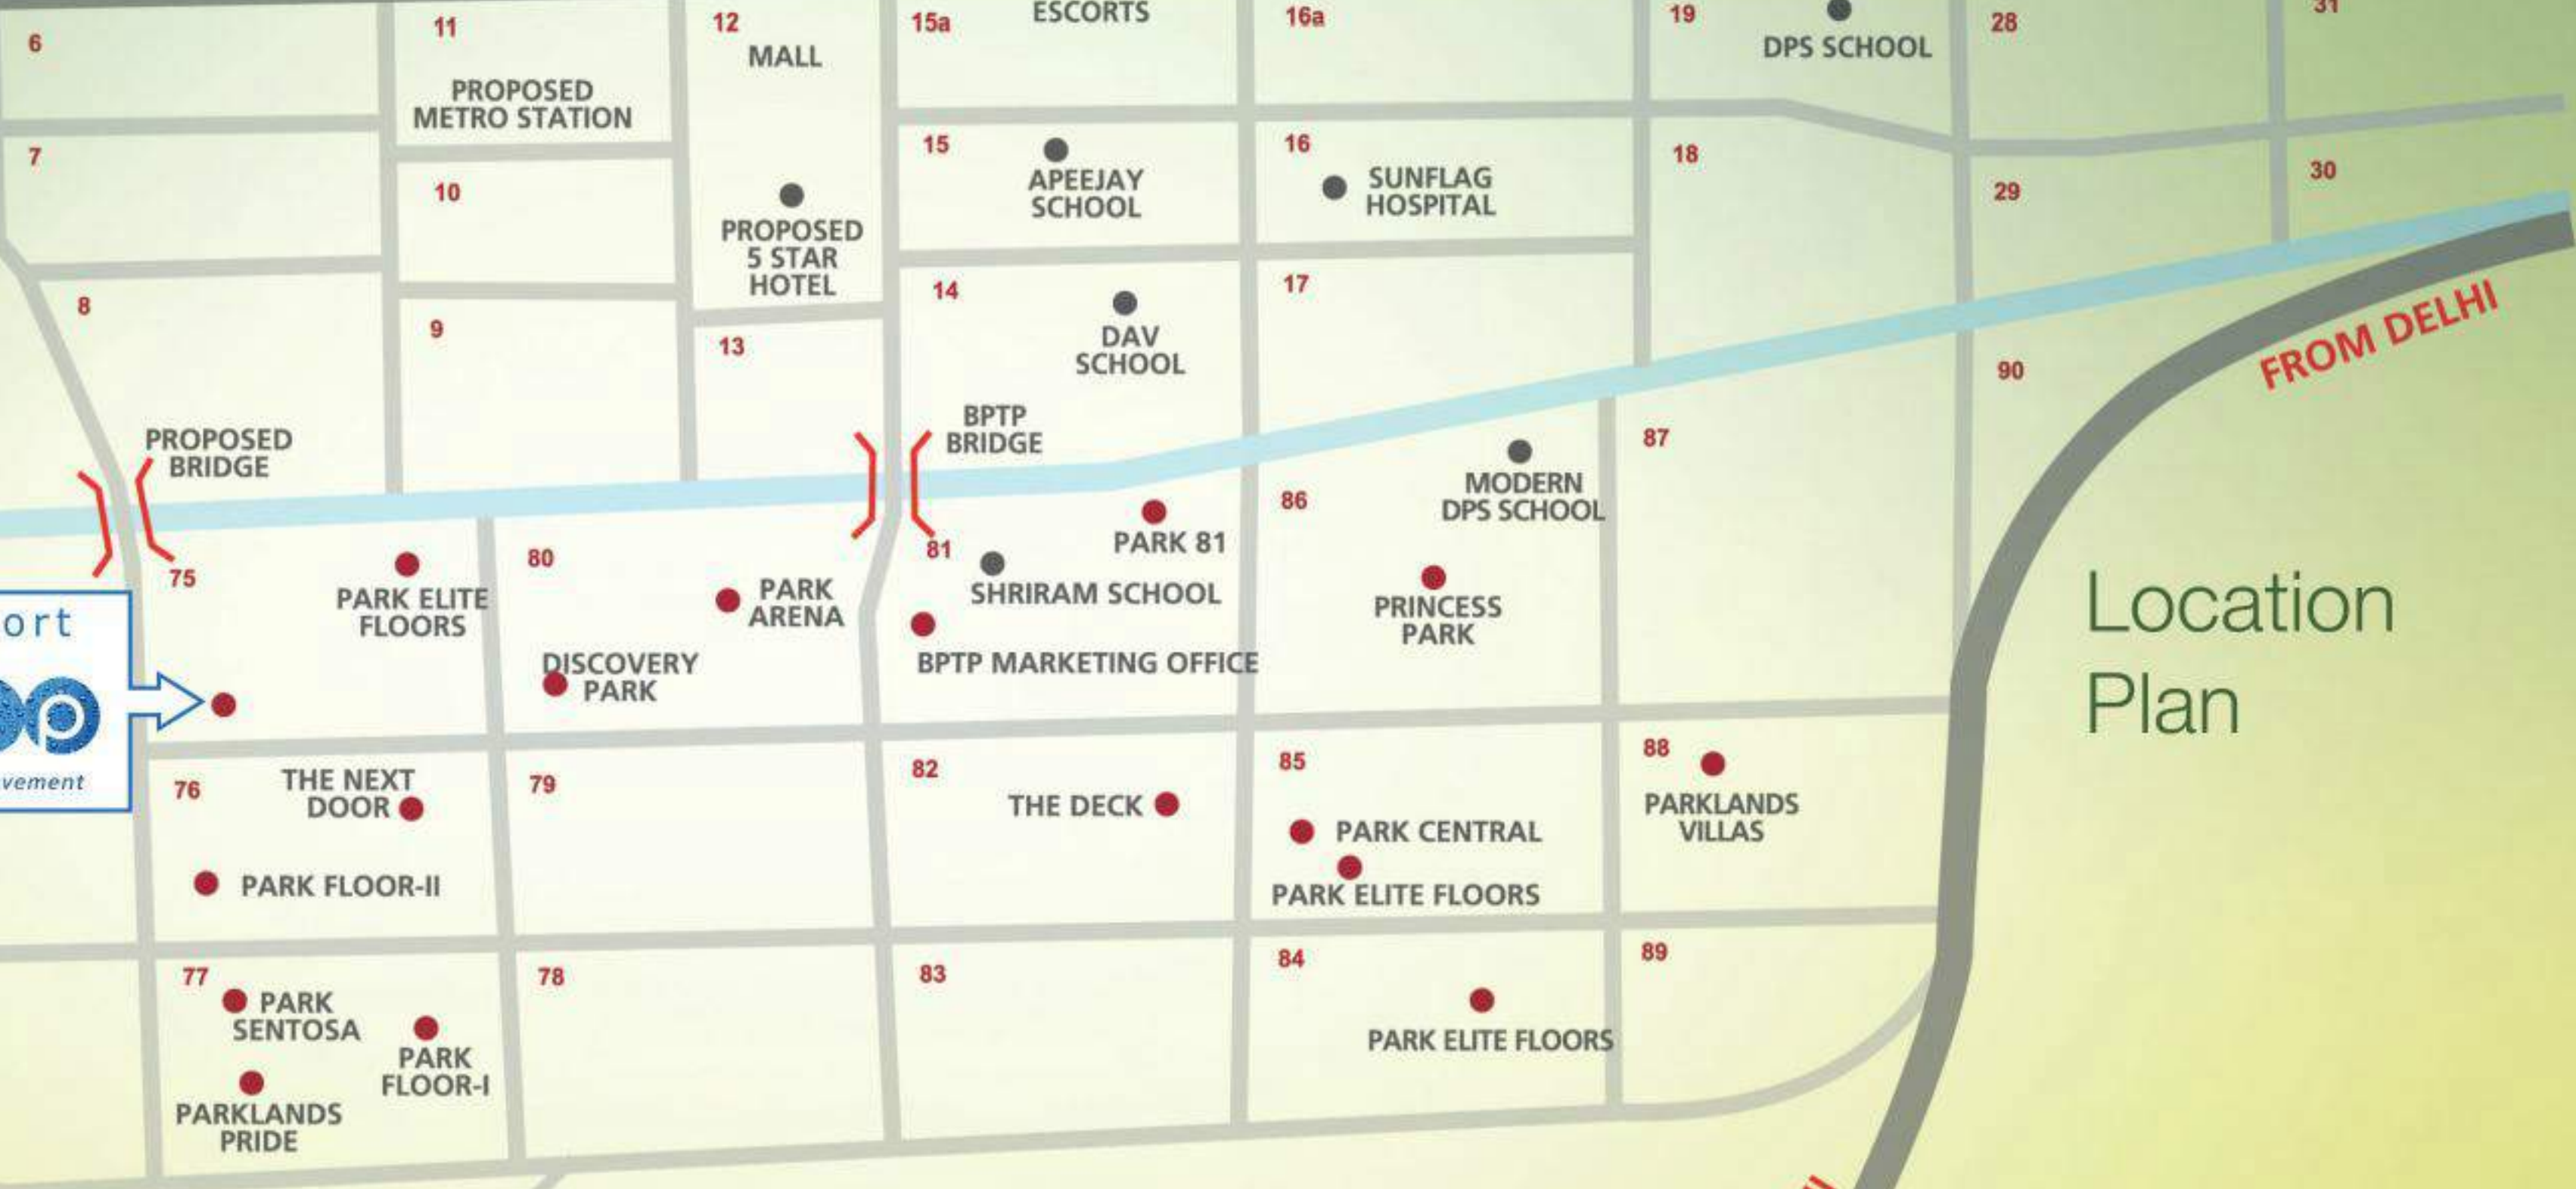 6
11
12
MALL
15a
ESCORTS
16a
19
DPS SCHOOL
28
31
PROPOSED
METRO STATION
7
10
PROPOSED
5 STAR
HOTEL
15
APEEJAY
SCHOOL
16
SUNFLAG
HOSPITAL
18
29
30
8
9
13
14
DAV
SCHOOL
17
90
FROM DELHI
PROPOSED
BRIDGE
BPTP
BRIDGE
MODERN
DPS SCHOOL
87
86
75
PARK ELITE
FLOORS
80
PARK
ARENA
DISCOVERY
PARK
81
PARK 81
SHRIRAM SCHOOL
BPTP MARKETING OFFICE
PRINCESS
PARK
Location
Plan
ort
p
vement
76
THE NEXT
DOOR
PARK FLOOR-II
79
82
THE DECK
85
PARK CENTRAL
PARK ELITE FLOORS
88
PARKLANDS
VILLAS
77
PARK
SENTOSA
PARK
FLOOR-I
PARKLANDS
PRIDE
78
83
84
PARK ELITE FLOORS
89